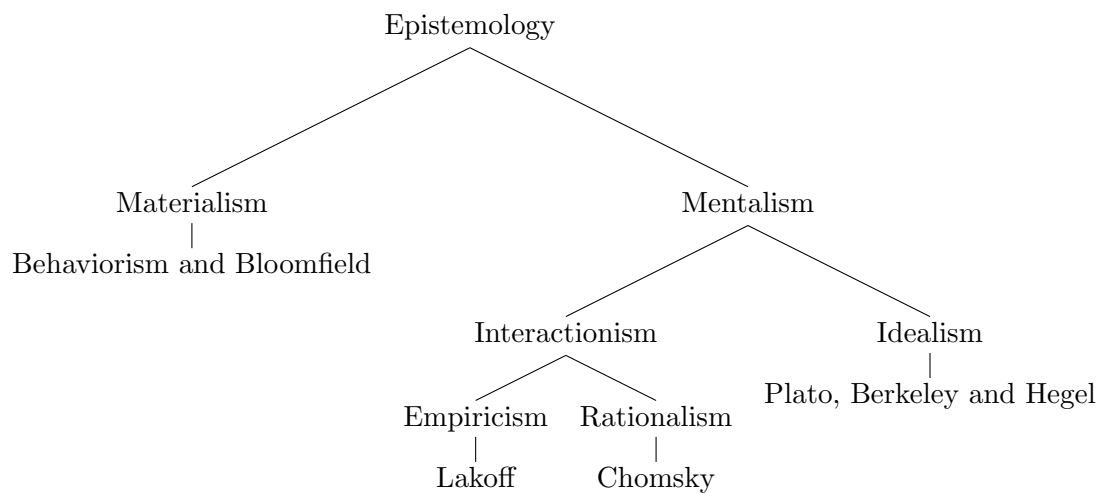 Epistemology
Materialism
Mentalism
Behaviorism and Bloomfield
Interactionism
Idealism
Plato, Berkeley and Hegel
Empiricism
Rationalism
Lakoff
Chomsky